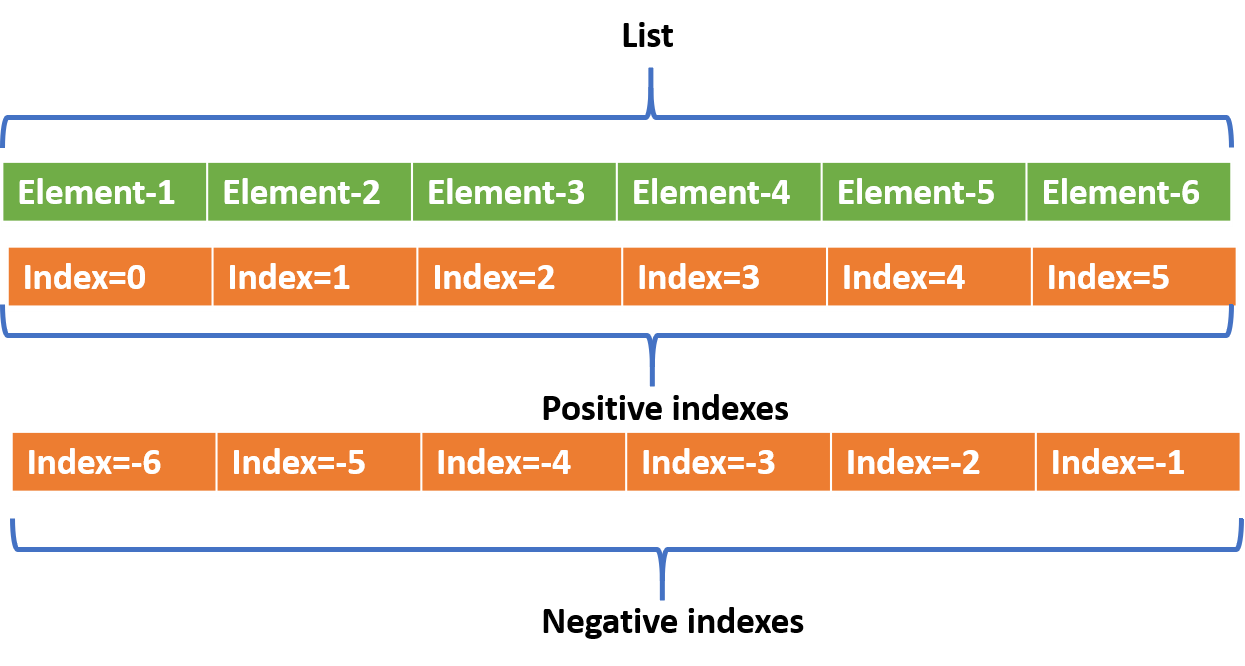 List
Element-1 Element-2 Element-3 Element-4 Element-5 Element-6
Index=0 Index=1 Index=2 Index=3 Index=4 Index=5
Positive indexes
Index=-6 Index=-5 Index=-4 Index=-3 Index=-2 Index=-1
Negative indexes